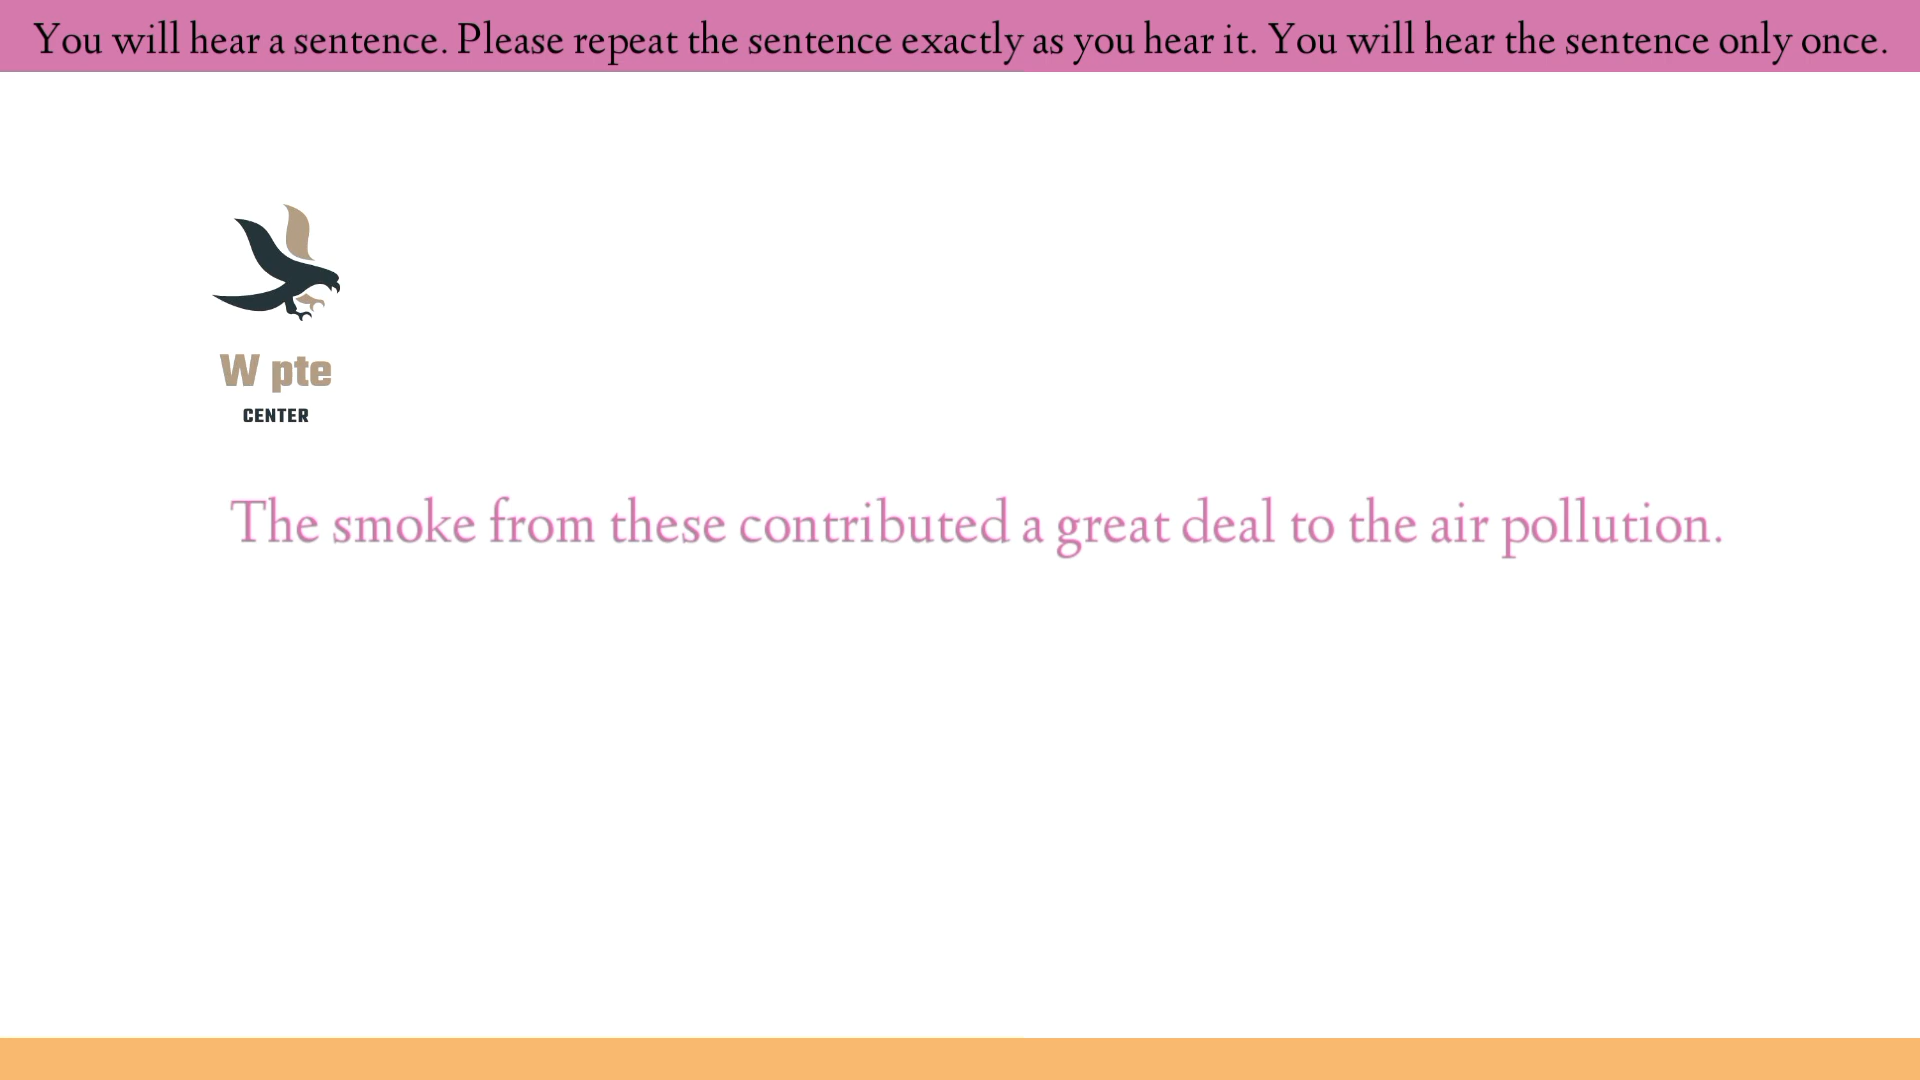 You will hear a sentence. Please repeat the sentence exactly as you hear it. You will hear the sentence only once.
W pte
CENTER
The smoke from these contributed a great deal to the air pollution.